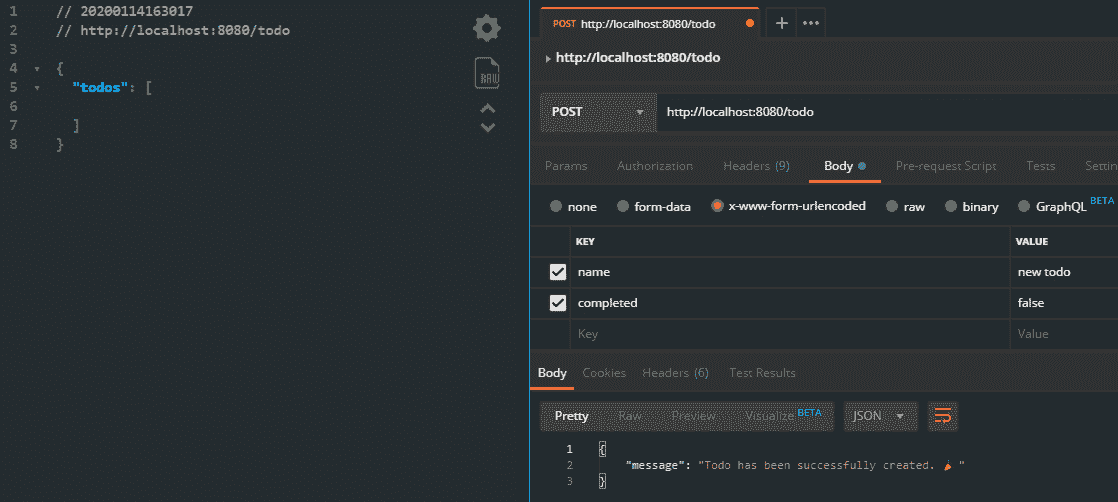 1 // 20200114163017
2 // http://localhost:8080/todo
3
4 {
5 "todos": [
6
7 ]
8 }
RAW
POST http://localhost:8080/todo
http://localhost:8080/todo
POST http://localhost:8080/todo
Params Authorization Headers (9) Body Pre-request Script Tests Settin
none form-data x-www-form-urlencoded raw binary GraphQL BETA
KEY VALUE
name new todo
completed false
Key Value
Body Cookies Headers (6) Test Results
Pretty Raw Preview Visualize BETA JSON
1 {
2 "message": "Todo has been successfully created. 🎉 "
3 }